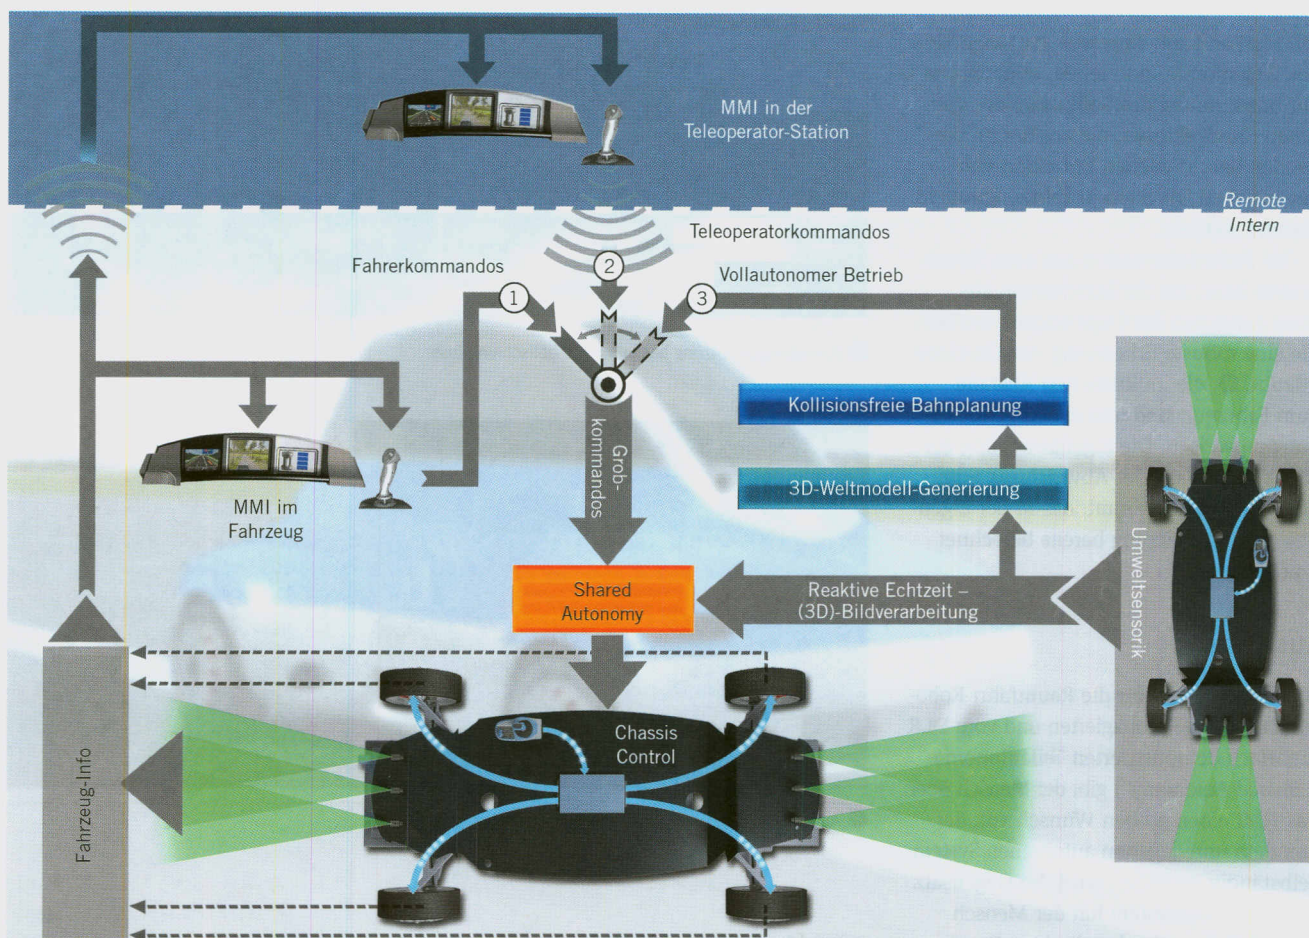 MMI in der
Teleoperator-Station
Remote
Intern
Teleoperatorkommandos
Fahrerkommandos
2
Vollautonomer Betrieb
1
3
Kollisionsfreie Bahnplanung
Grob-
kommandos
3D-Weltmodell-Generierung
MMI im
Fahrzeug
Umweltsensorik
Shared
Autonomy
Reaktive Echtzeit –
(3D)-Bildverarbeitung
Chassis
Control
Fahrzeug-Info